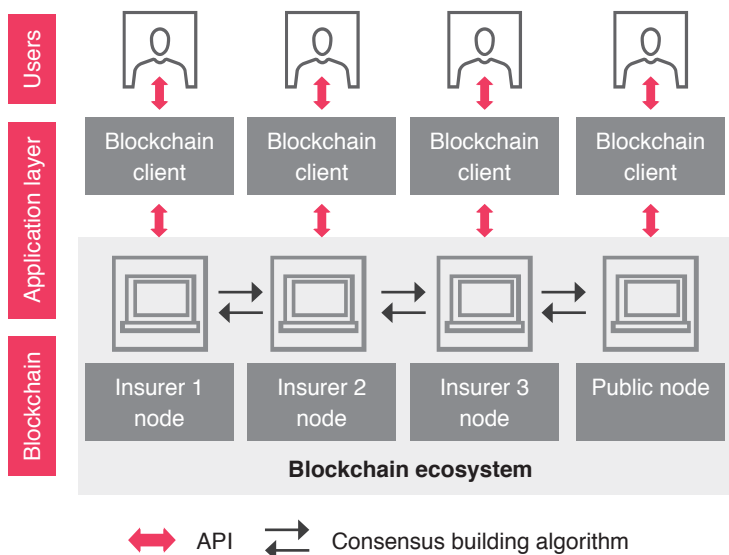 Users
Application layer
Blockchain
Blockchain
client
Blockchain
client
Blockchain
client
Blockchain
client
Insurer 1
node
Insurer 2
node
Insurer 3
node
Public node
Blockchain ecosystem
API
Consensus building algorithm